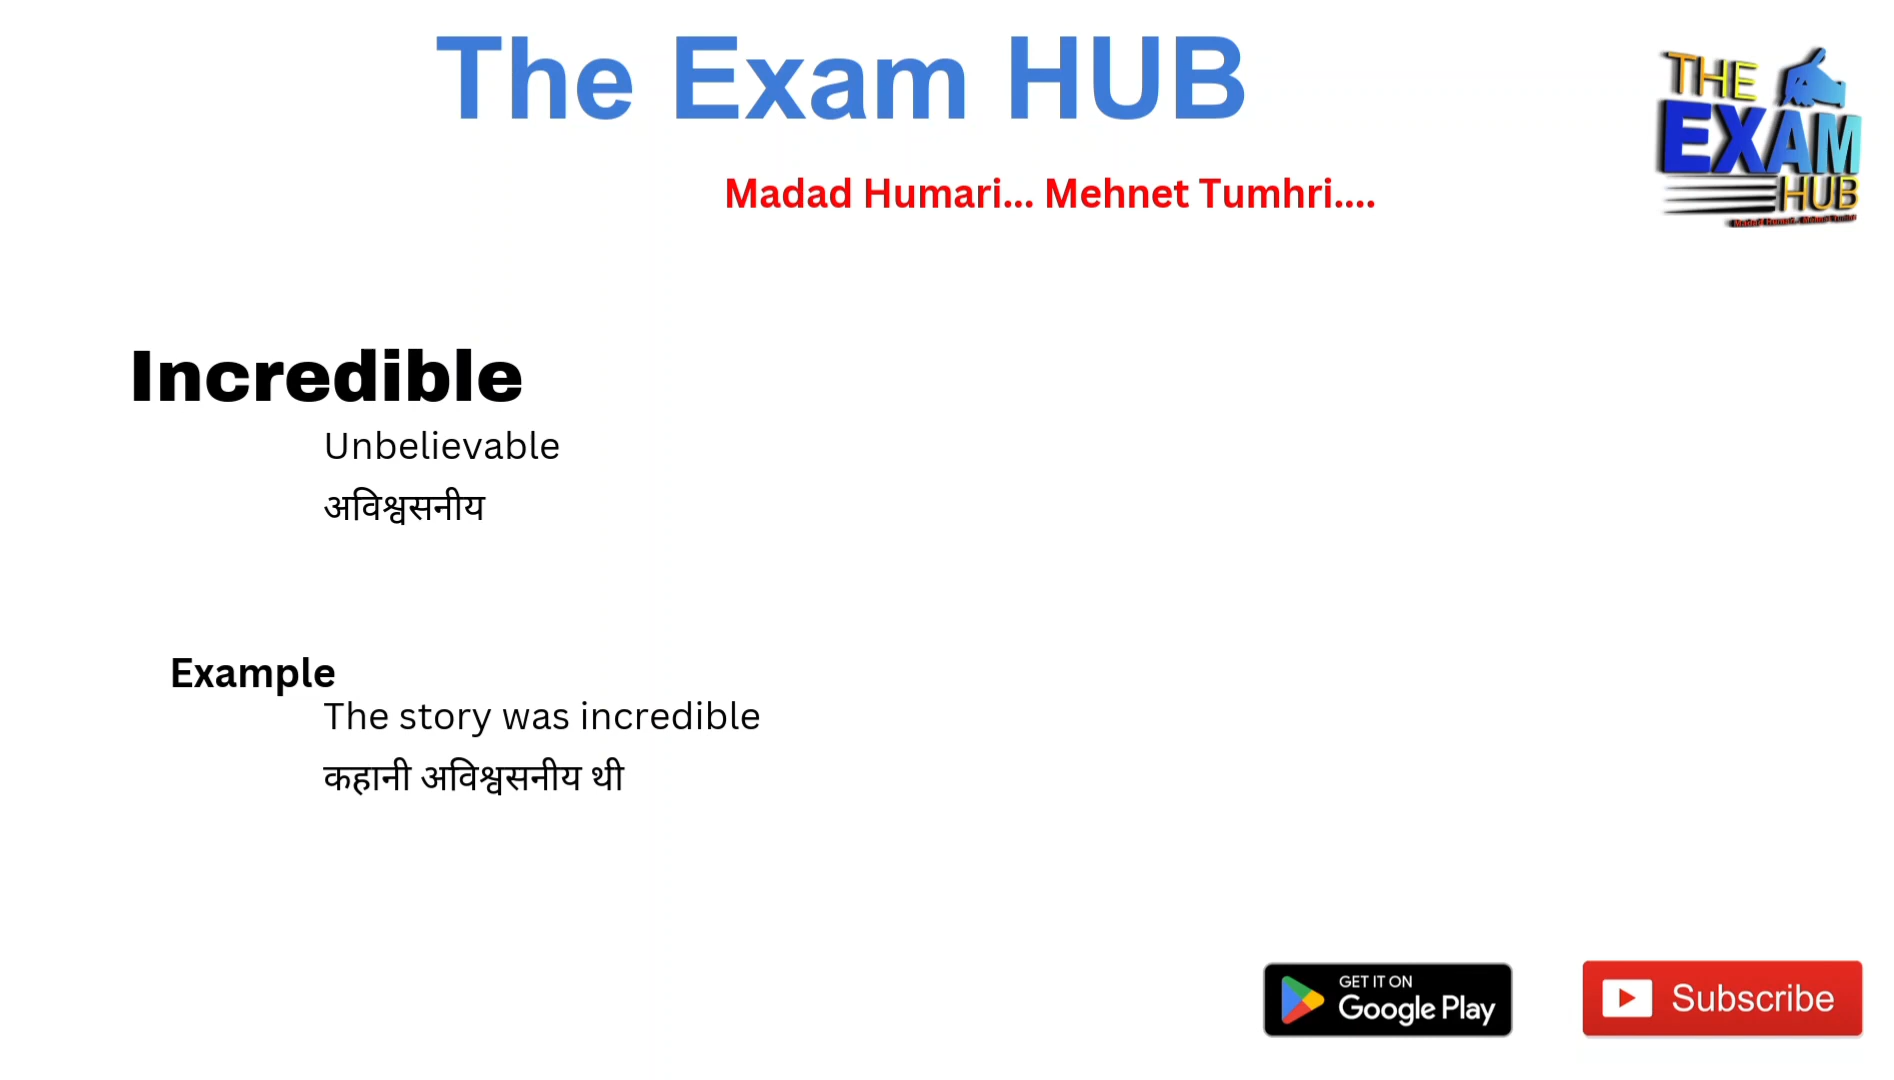 The Exam HUB
Madad Humari... Mehnet Tumhri....
THE
EXAM
HUB
Incredible
Unbelievable
अविश्वसनीय
Example
The story was incredible
कहानी अविश्वसनीय थी
GET IT ON
Google Play
Subscribe